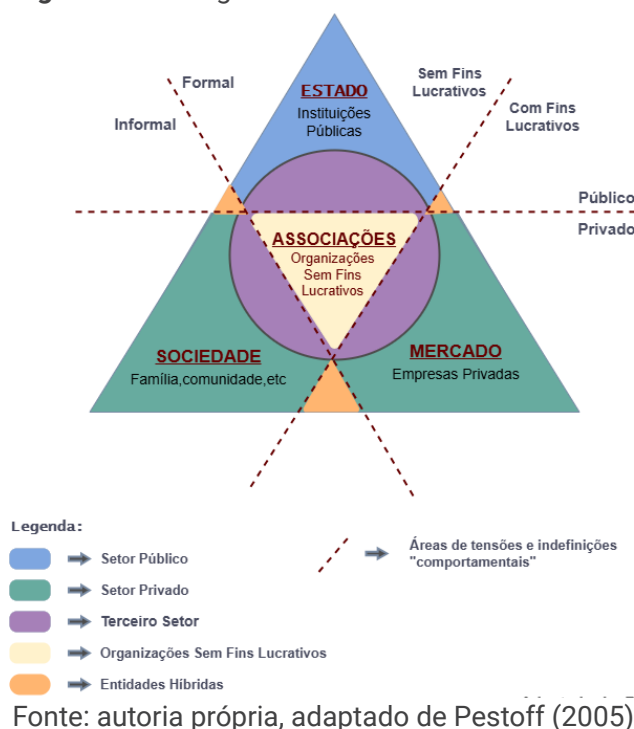 Formal
Informal
ESTADO
Instituições
Públicas
Sem Fins
Lucrativos
Com Fins
Lucrativos
Público
Privado
ASSOCIAÇÕES
Organizações
Sem Fins
Lucrativos
SOCIEDADE
Família,comunidade,etc
MERCADO
Empresas Privadas
Legenda:
Setor Público
Setor Privado
Terceiro Setor
Organizações Sem Fins Lucrativos
Entidades Híbridas
Áreas de tensões e indefinições
"comportamentais"
Fonte: autoria própria, adaptado de Pestoff (2005)